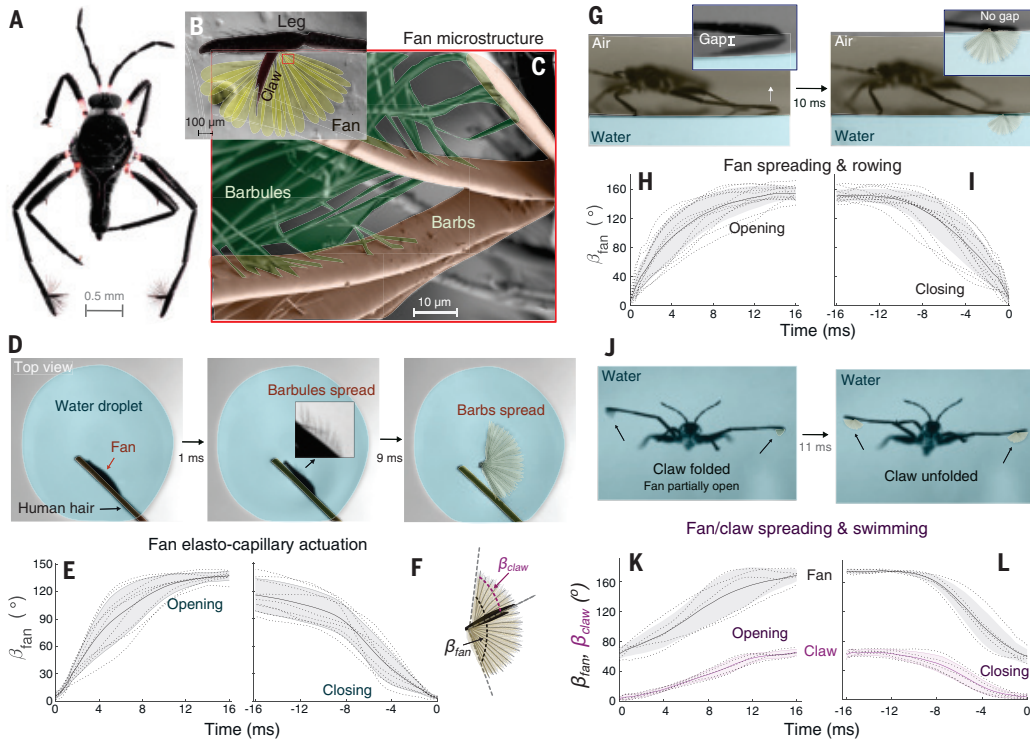 A
0.5 mm
B
Leg
Claw
Fan
100 µm
Fan microstructure
C
Barbules
Barbs
10 µm
D
Top view
Water droplet
Fan
Human hair
1 ms
Barbules spread
9 ms
Barbs spread
Fan elasto-capillary actuation
E
βfan (°)
150
120
90
60
30
0
Opening
0 4 8 12 16
Closing
-16 -12 -8 -4 0
Time (ms)
F
βclaw
βfan
G
Air
Gap
Water
10 ms
Air
No gap
Water
Fan spreading & rowing
H
βfan (°)
160
120
80
40
0
Opening
0 4 8 12 16
I
Closing
-16 -12 -8 -4 0
Time (ms)
J
Water
Claw folded
Fan partially open
11 ms
Water
Claw unfolded
Fan/claw spreading & swimming
K
βfan, βclaw (°)
160
120
80
40
0
Opening
0 4 8 12 16
Fan
Claw
L
Closing
-16 -12 -8 -4 0
Time (ms)